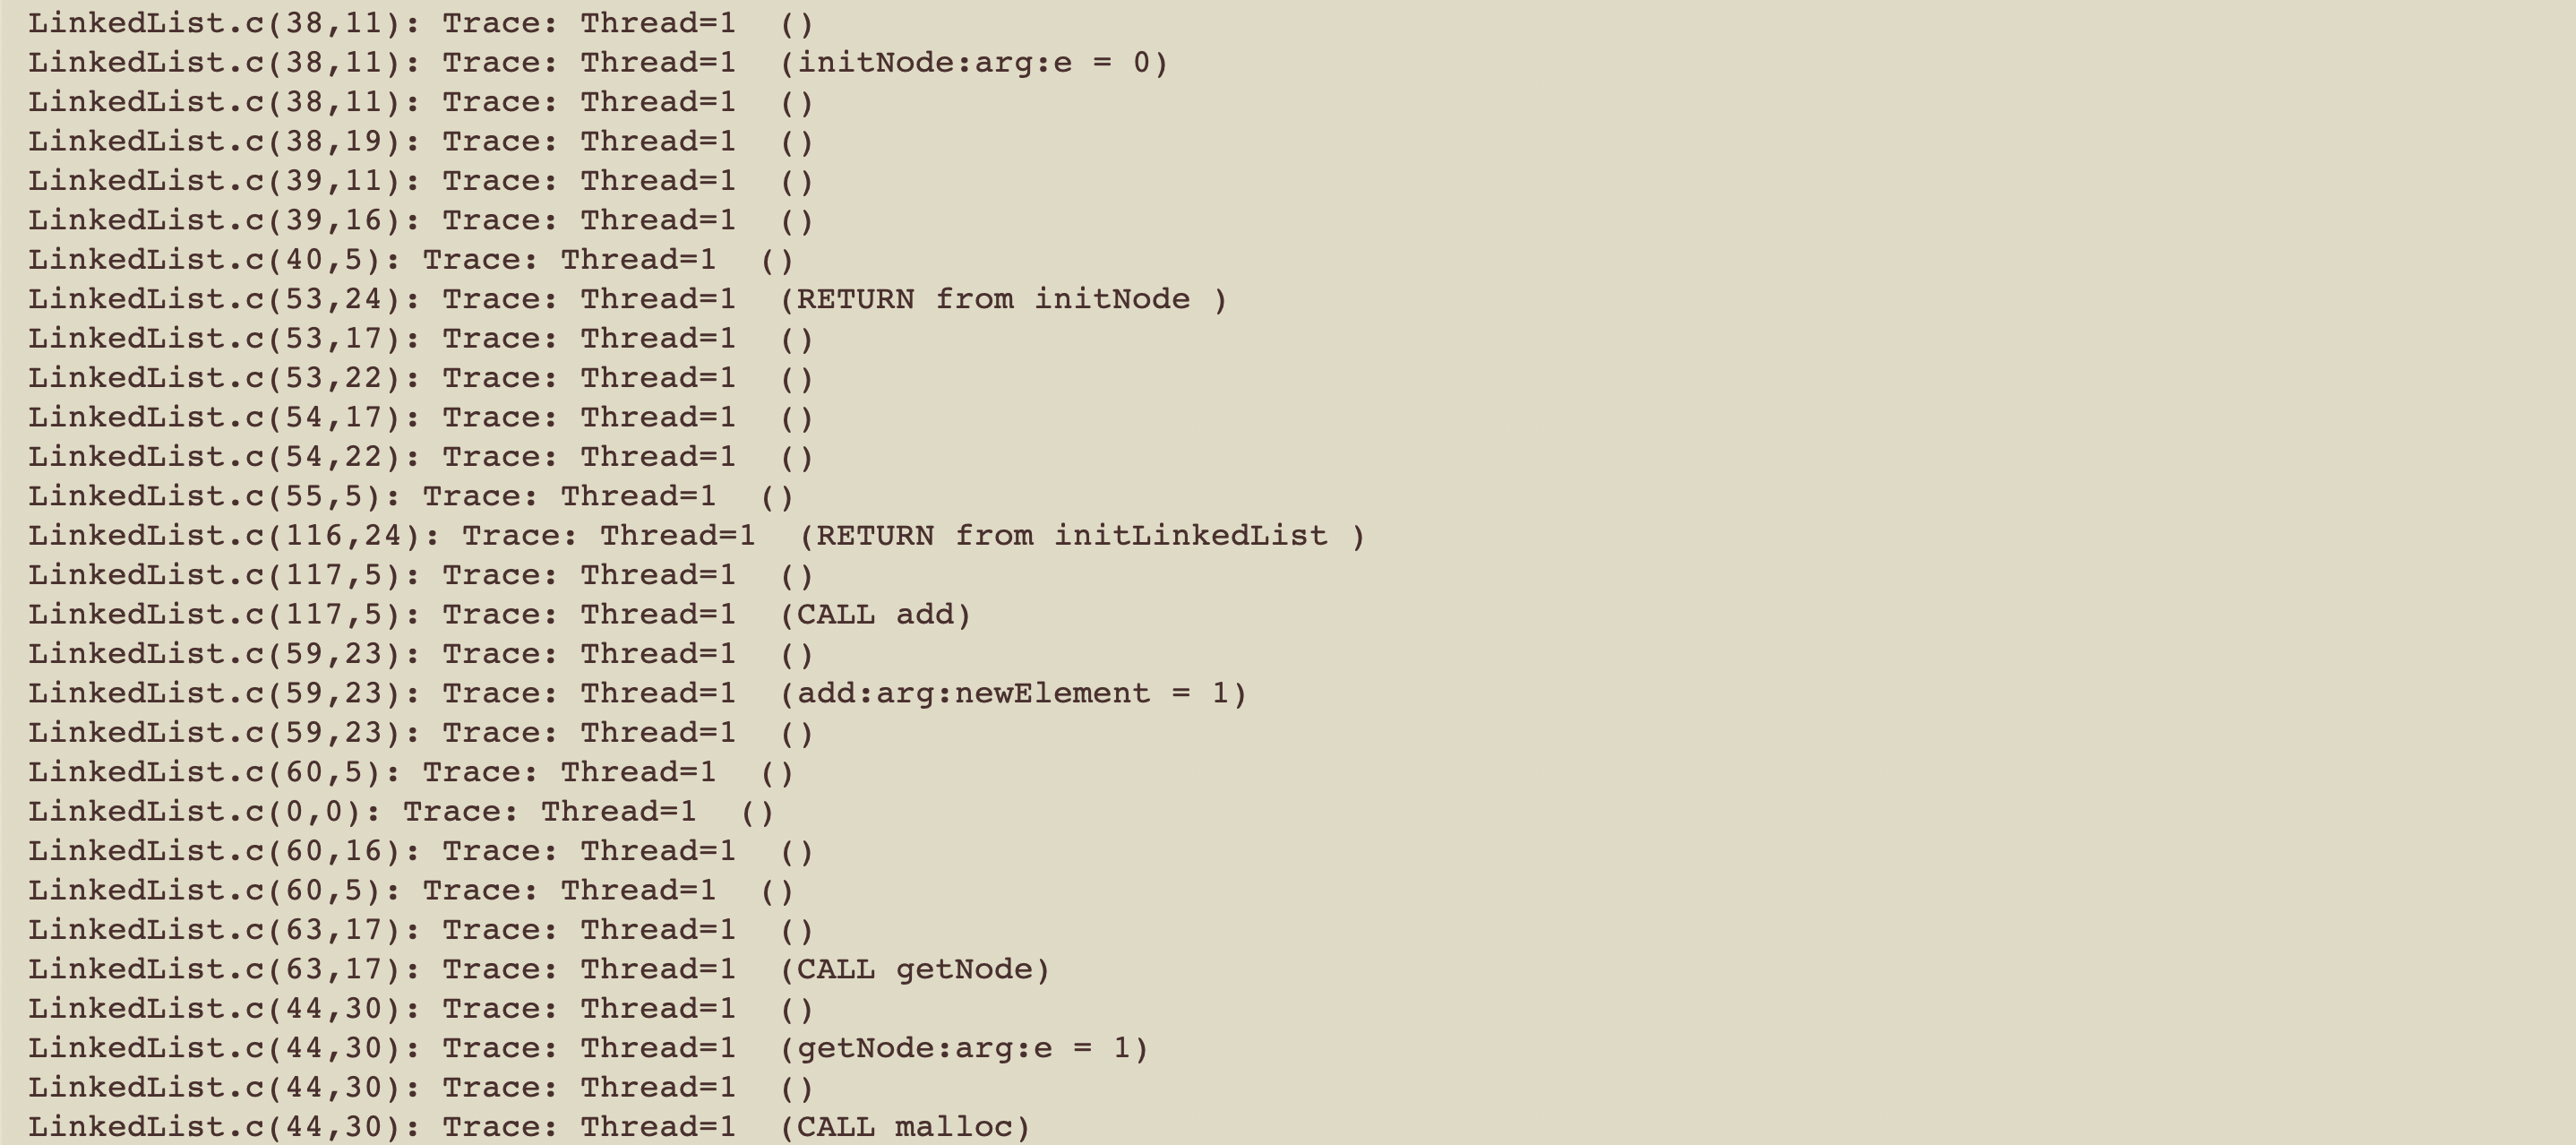 LinkedList.c(38,11): Trace: Thread=1  ()
LinkedList.c(38,11): Trace: Thread=1  (initNode:arg:e = 0)
LinkedList.c(38,11): Trace: Thread=1  ()
LinkedList.c(38,19): Trace: Thread=1  ()
LinkedList.c(39,11): Trace: Thread=1  ()
LinkedList.c(39,16): Trace: Thread=1  ()
LinkedList.c(40,5): Trace: Thread=1  ()
LinkedList.c(53,24): Trace: Thread=1  (RETURN from initNode )
LinkedList.c(53,17): Trace: Thread=1  ()
LinkedList.c(53,22): Trace: Thread=1  ()
LinkedList.c(54,17): Trace: Thread=1  ()
LinkedList.c(54,22): Trace: Thread=1  ()
LinkedList.c(55,5): Trace: Thread=1  ()
LinkedList.c(116,24): Trace: Thread=1  (RETURN from initLinkedList )
LinkedList.c(117,5): Trace: Thread=1  ()
LinkedList.c(117,5): Trace: Thread=1  (CALL add)
LinkedList.c(59,23): Trace: Thread=1  ()
LinkedList.c(59,23): Trace: Thread=1  (add:arg:newElement = 1)
LinkedList.c(59,23): Trace: Thread=1  ()
LinkedList.c(60,5): Trace: Thread=1  ()
LinkedList.c(0,0): Trace: Thread=1  ()
LinkedList.c(60,16): Trace: Thread=1  ()
LinkedList.c(60,5): Trace: Thread=1  ()
LinkedList.c(63,17): Trace: Thread=1  ()
LinkedList.c(63,17): Trace: Thread=1  (CALL getNode)
LinkedList.c(44,30): Trace: Thread=1  ()
LinkedList.c(44,30): Trace: Thread=1  (getNode:arg:e = 1)
LinkedList.c(44,30): Trace: Thread=1  ()
LinkedList.c(44,30): Trace: Thread=1  (CALL malloc)